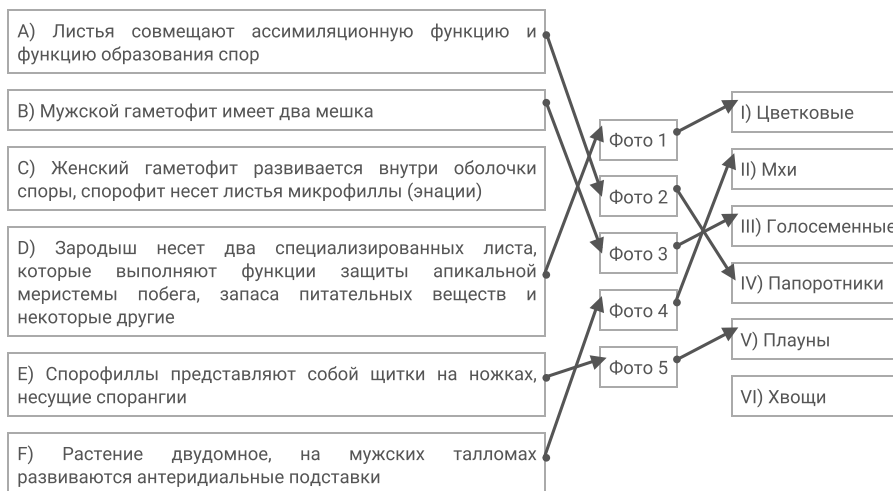 A) Листья совмещают ассимиляционную функцию и
функцию образования спор
B) Мужской гаметофит имеет два мешка
C) Женский гаметофит развивается внутри оболочки
споры, спорофит несет листья микрофиллы (энации)
D) Зародыш несет два специализированных листа,
которые выполняют функции защиты апикальной
меристемы побега, запаса питательных веществ и
некоторые другие
E) Спорофиллы представляют собой щитки на ножках,
несущие спорангии
F) Растение двудомное, на мужских талломах
развиваются антеридиальные подставки
Фото 1
Фото 2
Фото 3
Фото 4
Фото 5
I) Цветковые
II) Мхи
III) Голосеменные
IV) Папоротники
V) Плауны
VI) Хвощи